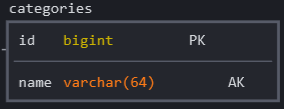 categories
id bigint PK
name varchar(64) AK